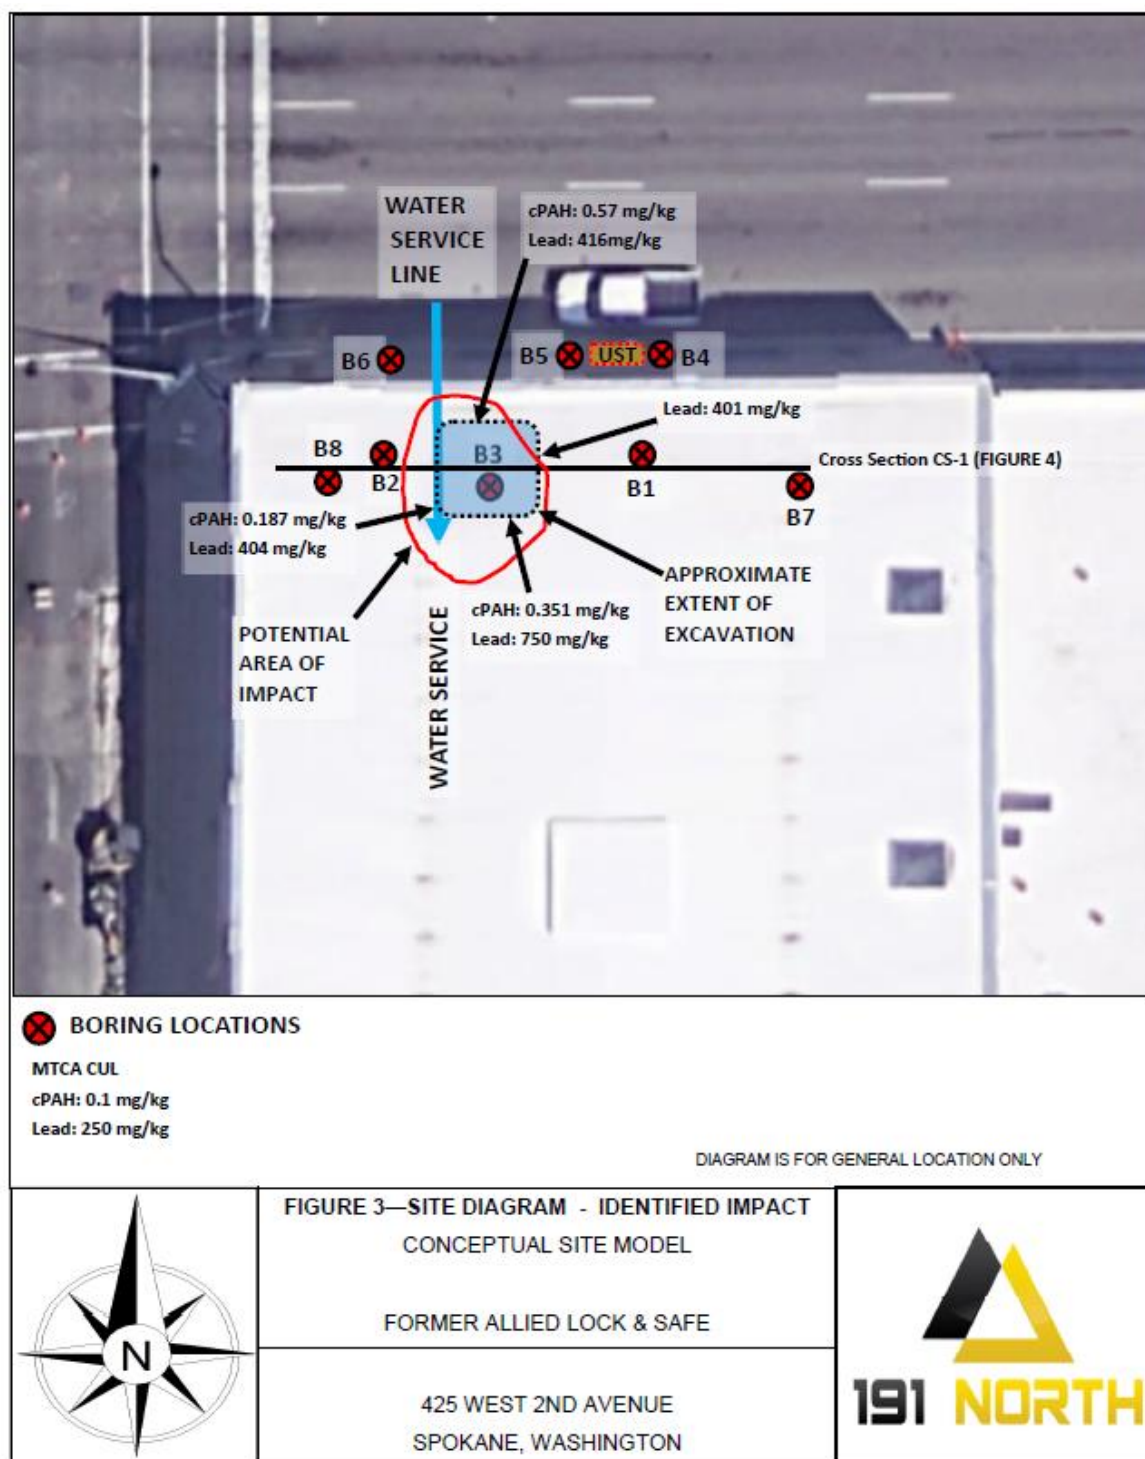 WATER
SERVICE
LINE
cPAH: 0.57 mg/kg
Lead: 416mg/kg
B6
B5
UST
B4
Lead: 401 mg/kg
B8
B3
B2
B1
Cross Section CS-1 (FIGURE 4)
B7
cPAH: 0.187 mg/kg
Lead: 404 mg/kg
APPROXIMATE
EXTENT OF
EXCAVATION
cPAH: 0.351 mg/kg
Lead: 750 mg/kg
POTENTIAL
AREA OF
IMPACT
WATER SERVICE
BORING LOCATIONS
MTCA CUL
cPAH: 0.1 mg/kg
Lead: 250 mg/kg
DIAGRAM IS FOR GENERAL LOCATION ONLY
N
FIGURE 3—SITE DIAGRAM - IDENTIFIED IMPACT
CONCEPTUAL SITE MODEL
FORMER ALLIED LOCK & SAFE
425 WEST 2ND AVENUE
SPOKANE, WASHINGTON
191 NORTH